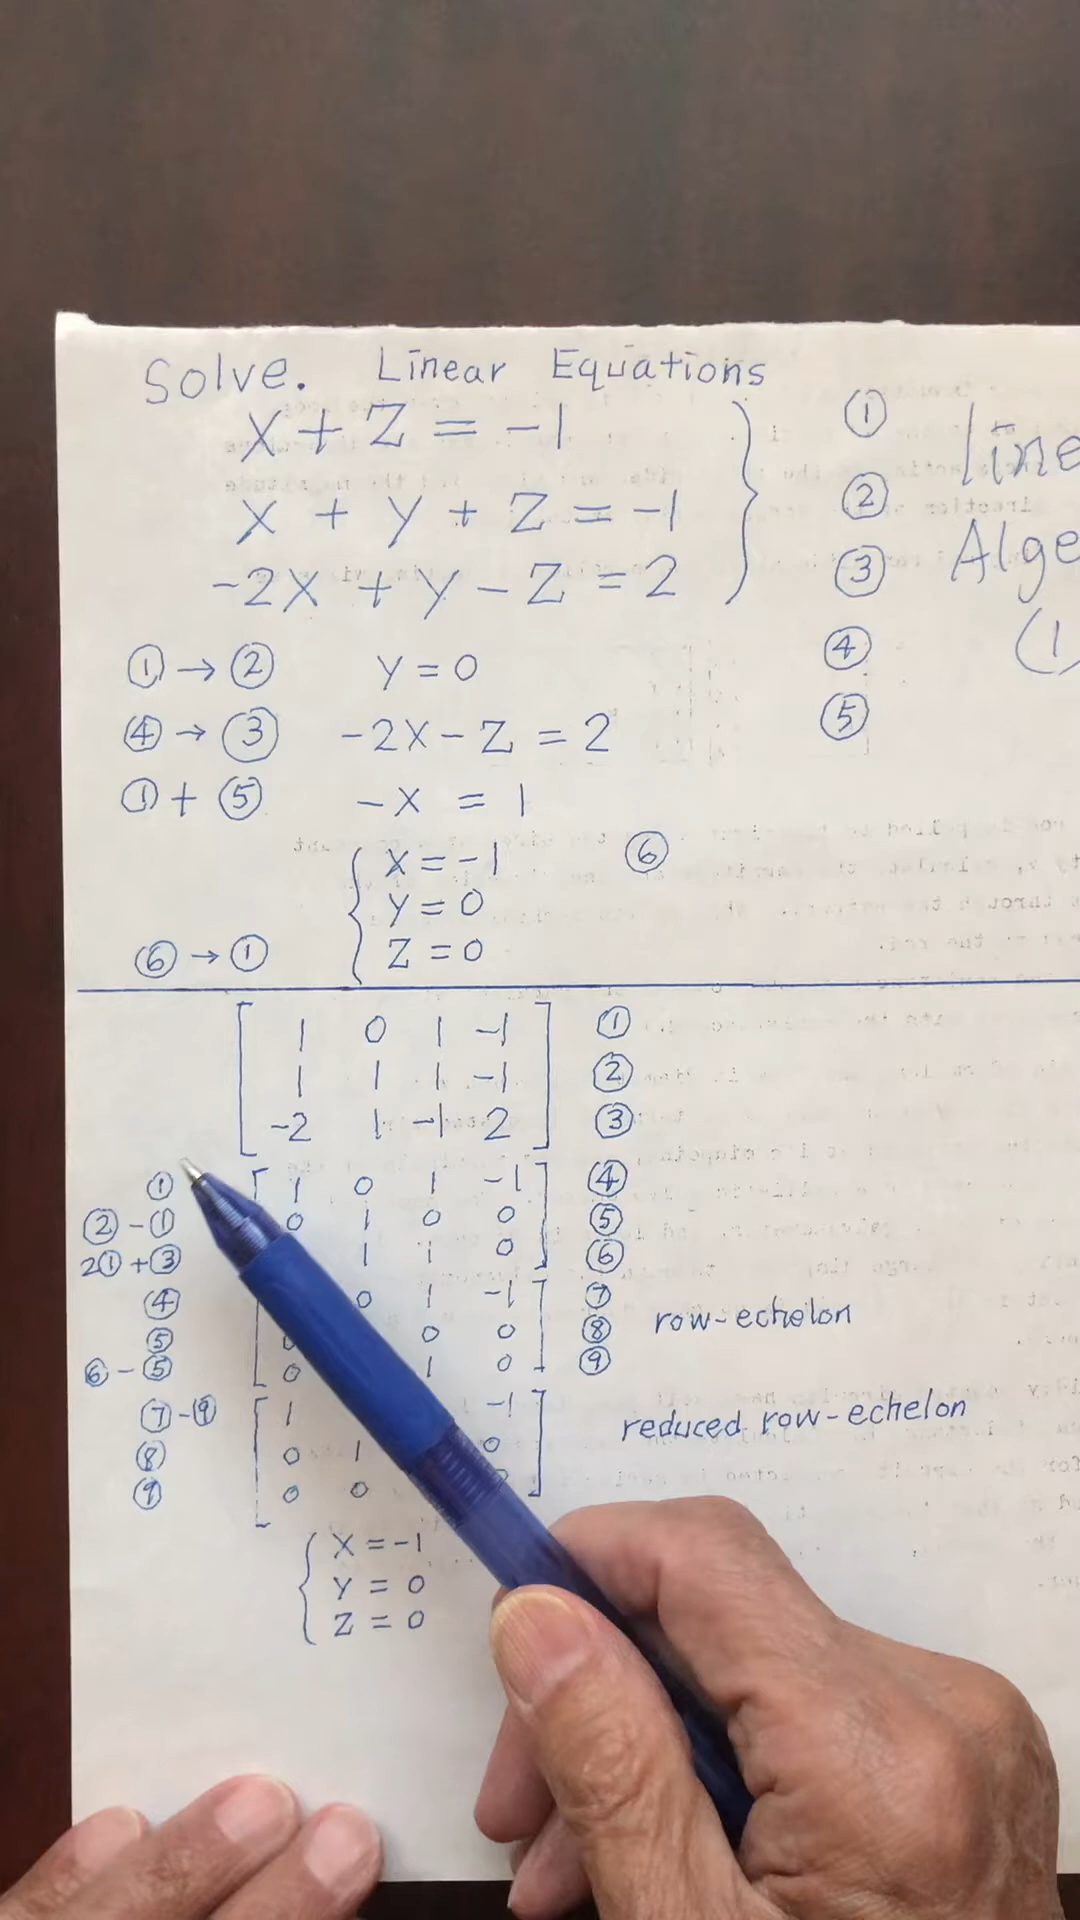 Solve. Linear Equations
X + Z = -1 } ① Line
X + Y + Z = -1 ②
-2X + Y - Z = 2 ③ Alge
① → ② Y = 0 ④ (1
④ → ③ -2X - Z = 2 ⑤
① + ⑤ -X = 1
{ X = -1 ⑥
Y = 0
⑥ → ① Z = 0
[ 1 0 1 -1 ] ①
1 1 1 -1 ②
-2 1 -1 2 ③
① [ 1 0 1 -1 ] ④
② - ① 0 1 0 0 ⑤
2① + ③ 1 1 0 ⑥
④ [ 0 1 -1 ] ⑦
⑤ 0 0 0 ⑧ row-echelon
⑥ - ⑤ 0 1 0 ⑨
⑦ - ⑨ [ 1 -1 ] reduced row-echelon
⑧ 0 1 0
⑨ 0 0
{ X = -1
Y = 0
Z = 0